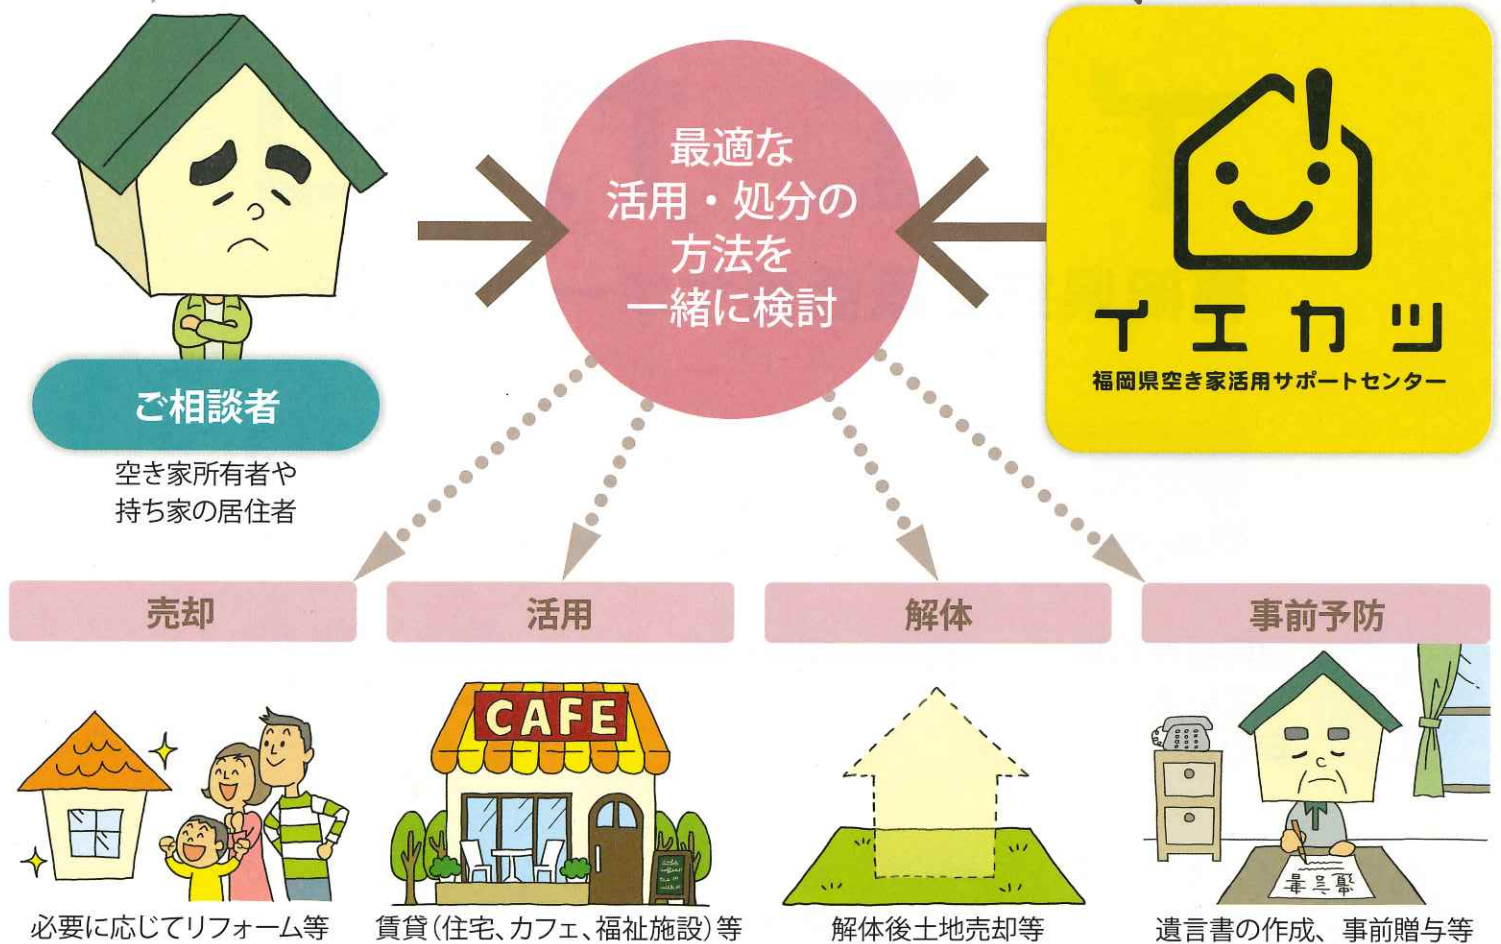 最適な
活用・処分の
方法を
一緒に検討
イエカツ
福岡県空き家活用サポートセンター
ご相談者
空き家所有者や
持ち家の居住者
売却
活用
解体
事前予防
CAFE
必要に応じてリフォーム等
賃貸(住宅、カフェ、福祉施設)等
解体後土地売却等
遺言書の作成、事前贈与等